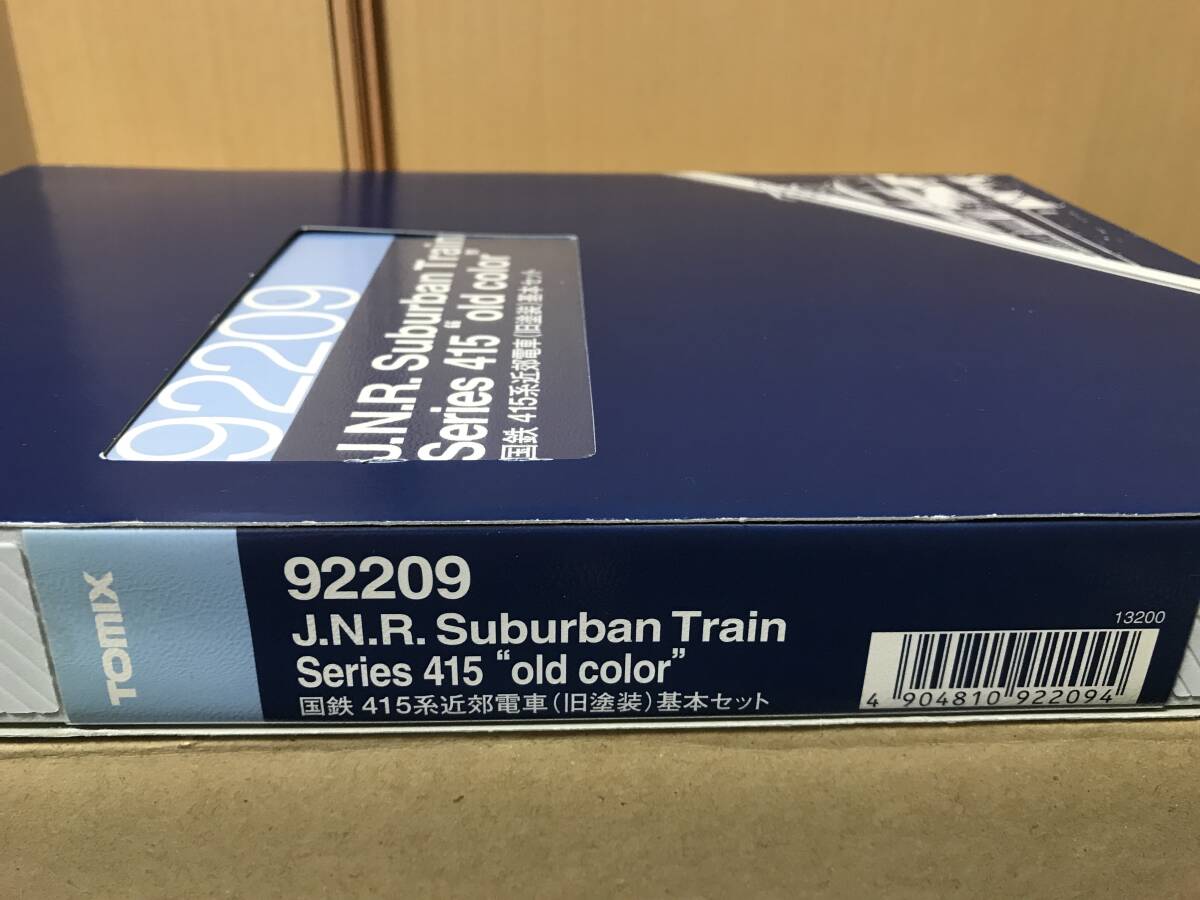 92209
J.N.R. Suburban Train
Series 415 “old color”
国鉄 415系近郊電車(旧塗装)基本セット
TOMIX
92209
J.N.R. Suburban Train
Series 415 “old color”
国鉄 415系近郊電車(旧塗装)基本セット
13200
4 904810 922094